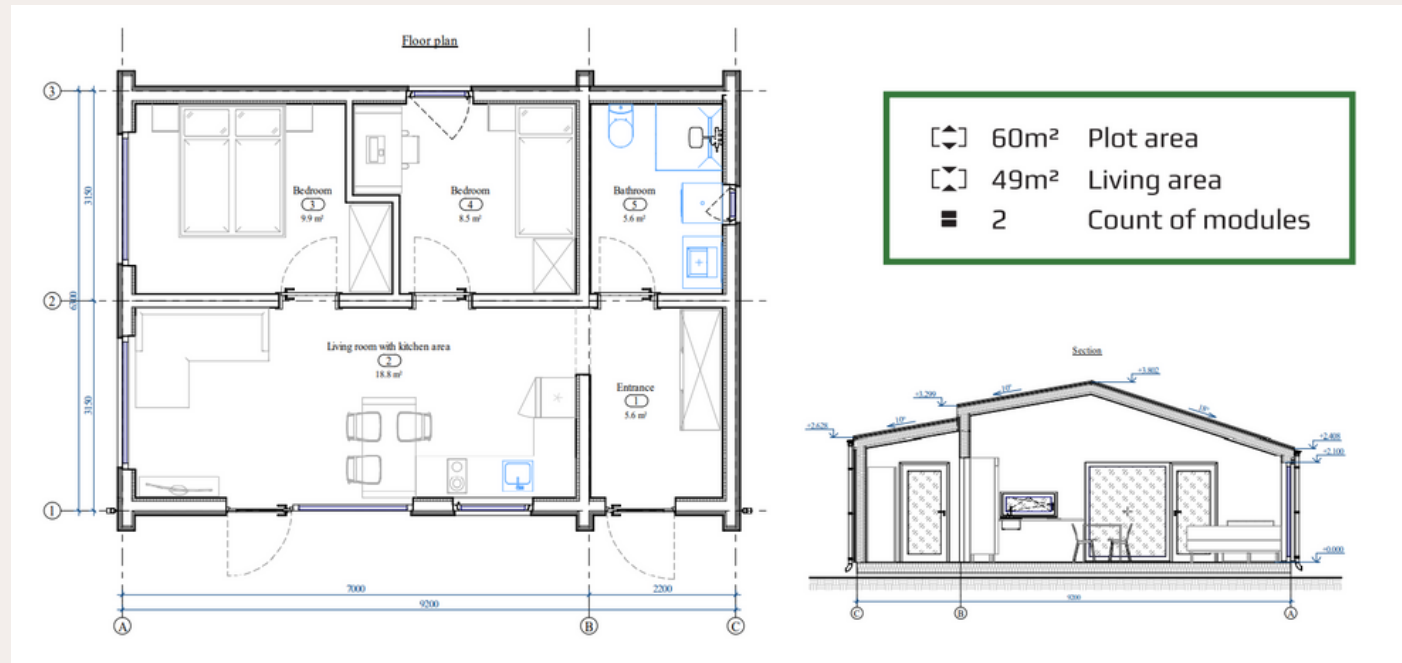 Floor plan
3
Bedroom
3
9.9 m²
Bedroom
4
8.5 m²
Bathroom
5
5.6 m²
3150
2
6300
Living room with kitchen area
2
18.8 m²
Entrance
1
5.6 m²
3150
1
7000
2200
9200
A
B
C
60m² Plot area
49m² Living area
2 Count of modules
Section
+3.802
10°
+3.299
10°
+2.628
+2.408
+2.100
±0.000
9200
C
B
A